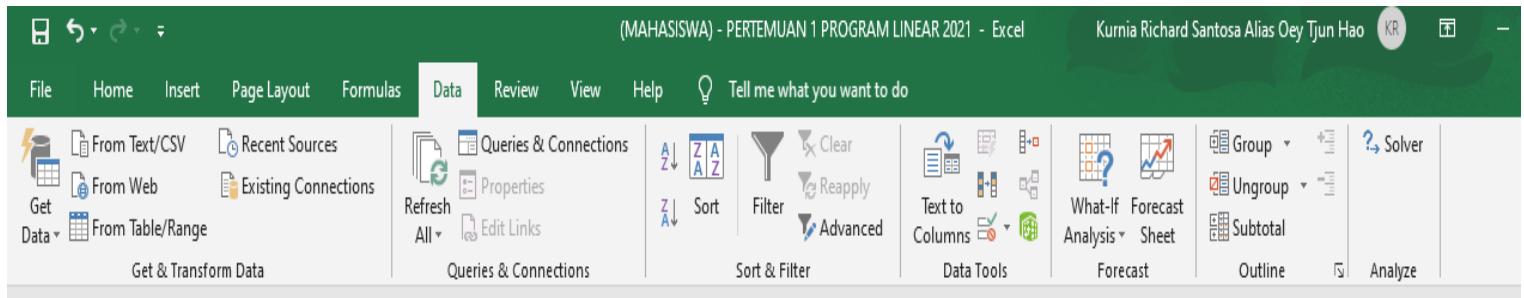 (MAHASISWA) - PERTEMUAN 1 PROGRAM LINEAR 2021 - Excel
Kurnia Richard Santosa Alias Oey Tjun Hao
KR
File Home Insert Page Layout Formulas Data Review View Help Tell me what you want to do
Get Data
From Text/CSV
From Web
From Table/Range
Recent Sources
Existing Connections
Get & Transform Data
Refresh All
Queries & Connections
Properties
Edit Links
Queries & Connections
Sort
Filter
Clear
Reapply
Advanced
Sort & Filter
Text to
Columns
Data Tools
What-If
Analysis
Forecast
Sheet
Forecast
Group
Ungroup
Subtotal
Outline
Solver
Analyze